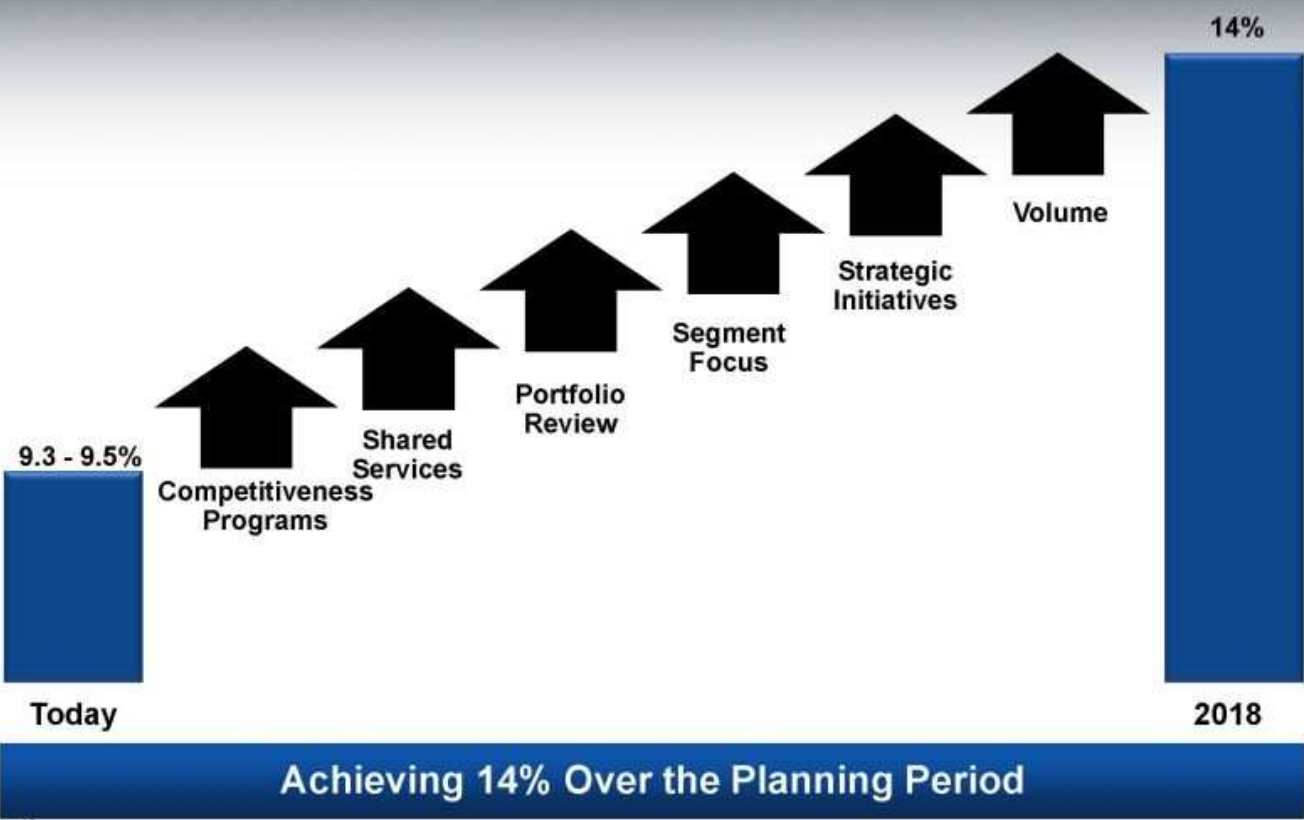 14%
Volume
Strategic
Initiatives
Segment
Focus
Portfolio
Review
Shared
Services
9.3 - 9.5%
Competitiveness
Programs
Today
2018
Achieving 14% Over the Planning Period